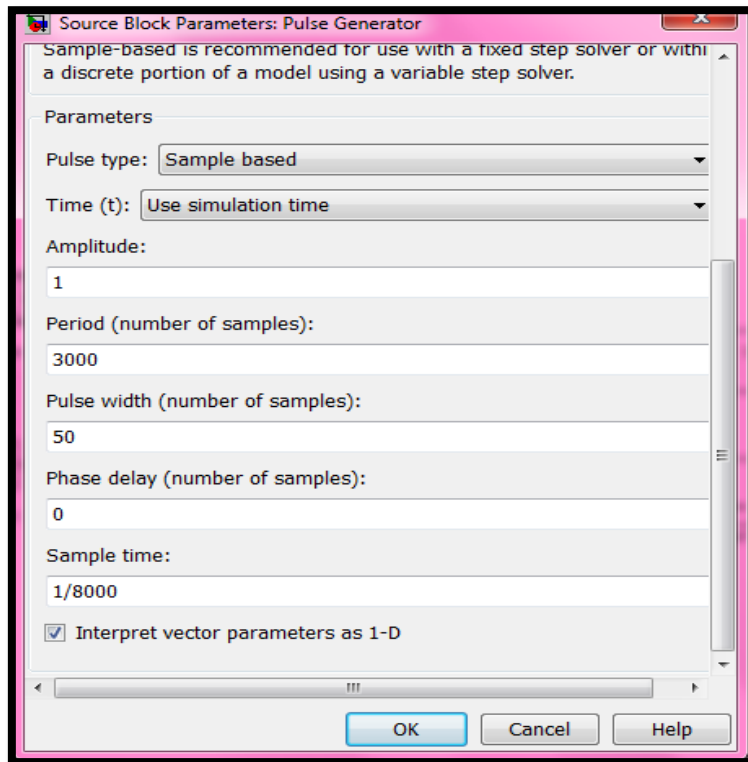 Source Block Parameters: Pulse Generator
Sample-based is recommended for use with a fixed step solver or withi
a discrete portion of a model using a variable step solver.
Parameters
Pulse type: Sample based
Time (t): Use simulation time
Amplitude:
1
Period (number of samples):
3000
Pulse width (number of samples):
50
Phase delay (number of samples):
0
Sample time:
1/8000
Interpret vector parameters as 1-D
OK Cancel Help